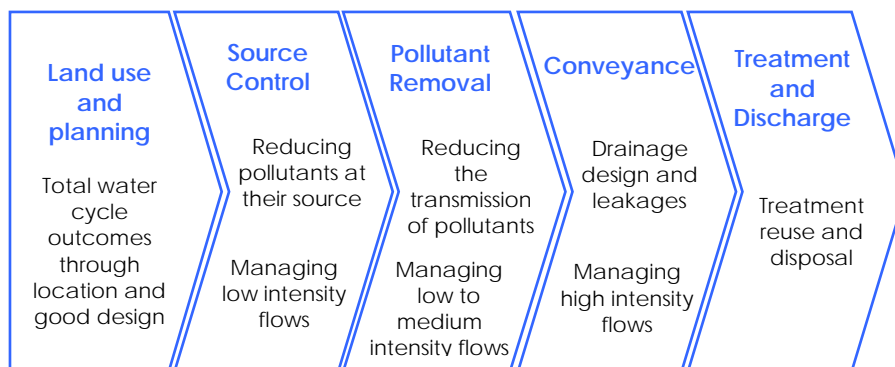 Land use
and
planning
Total water
cycle
outcomes
through
location and
good design
Source
Control
Reducing
pollutants at
their source
Managing
low intensity
flows
Pollutant
Removal
Reducing
the
transmission
of pollutants
Managing
low to
medium
intensity flows
Conveyance
Drainage
design and
leakages
Managing
high intensity
flows
Treatment
and
Discharge
Treatment
reuse and
disposal